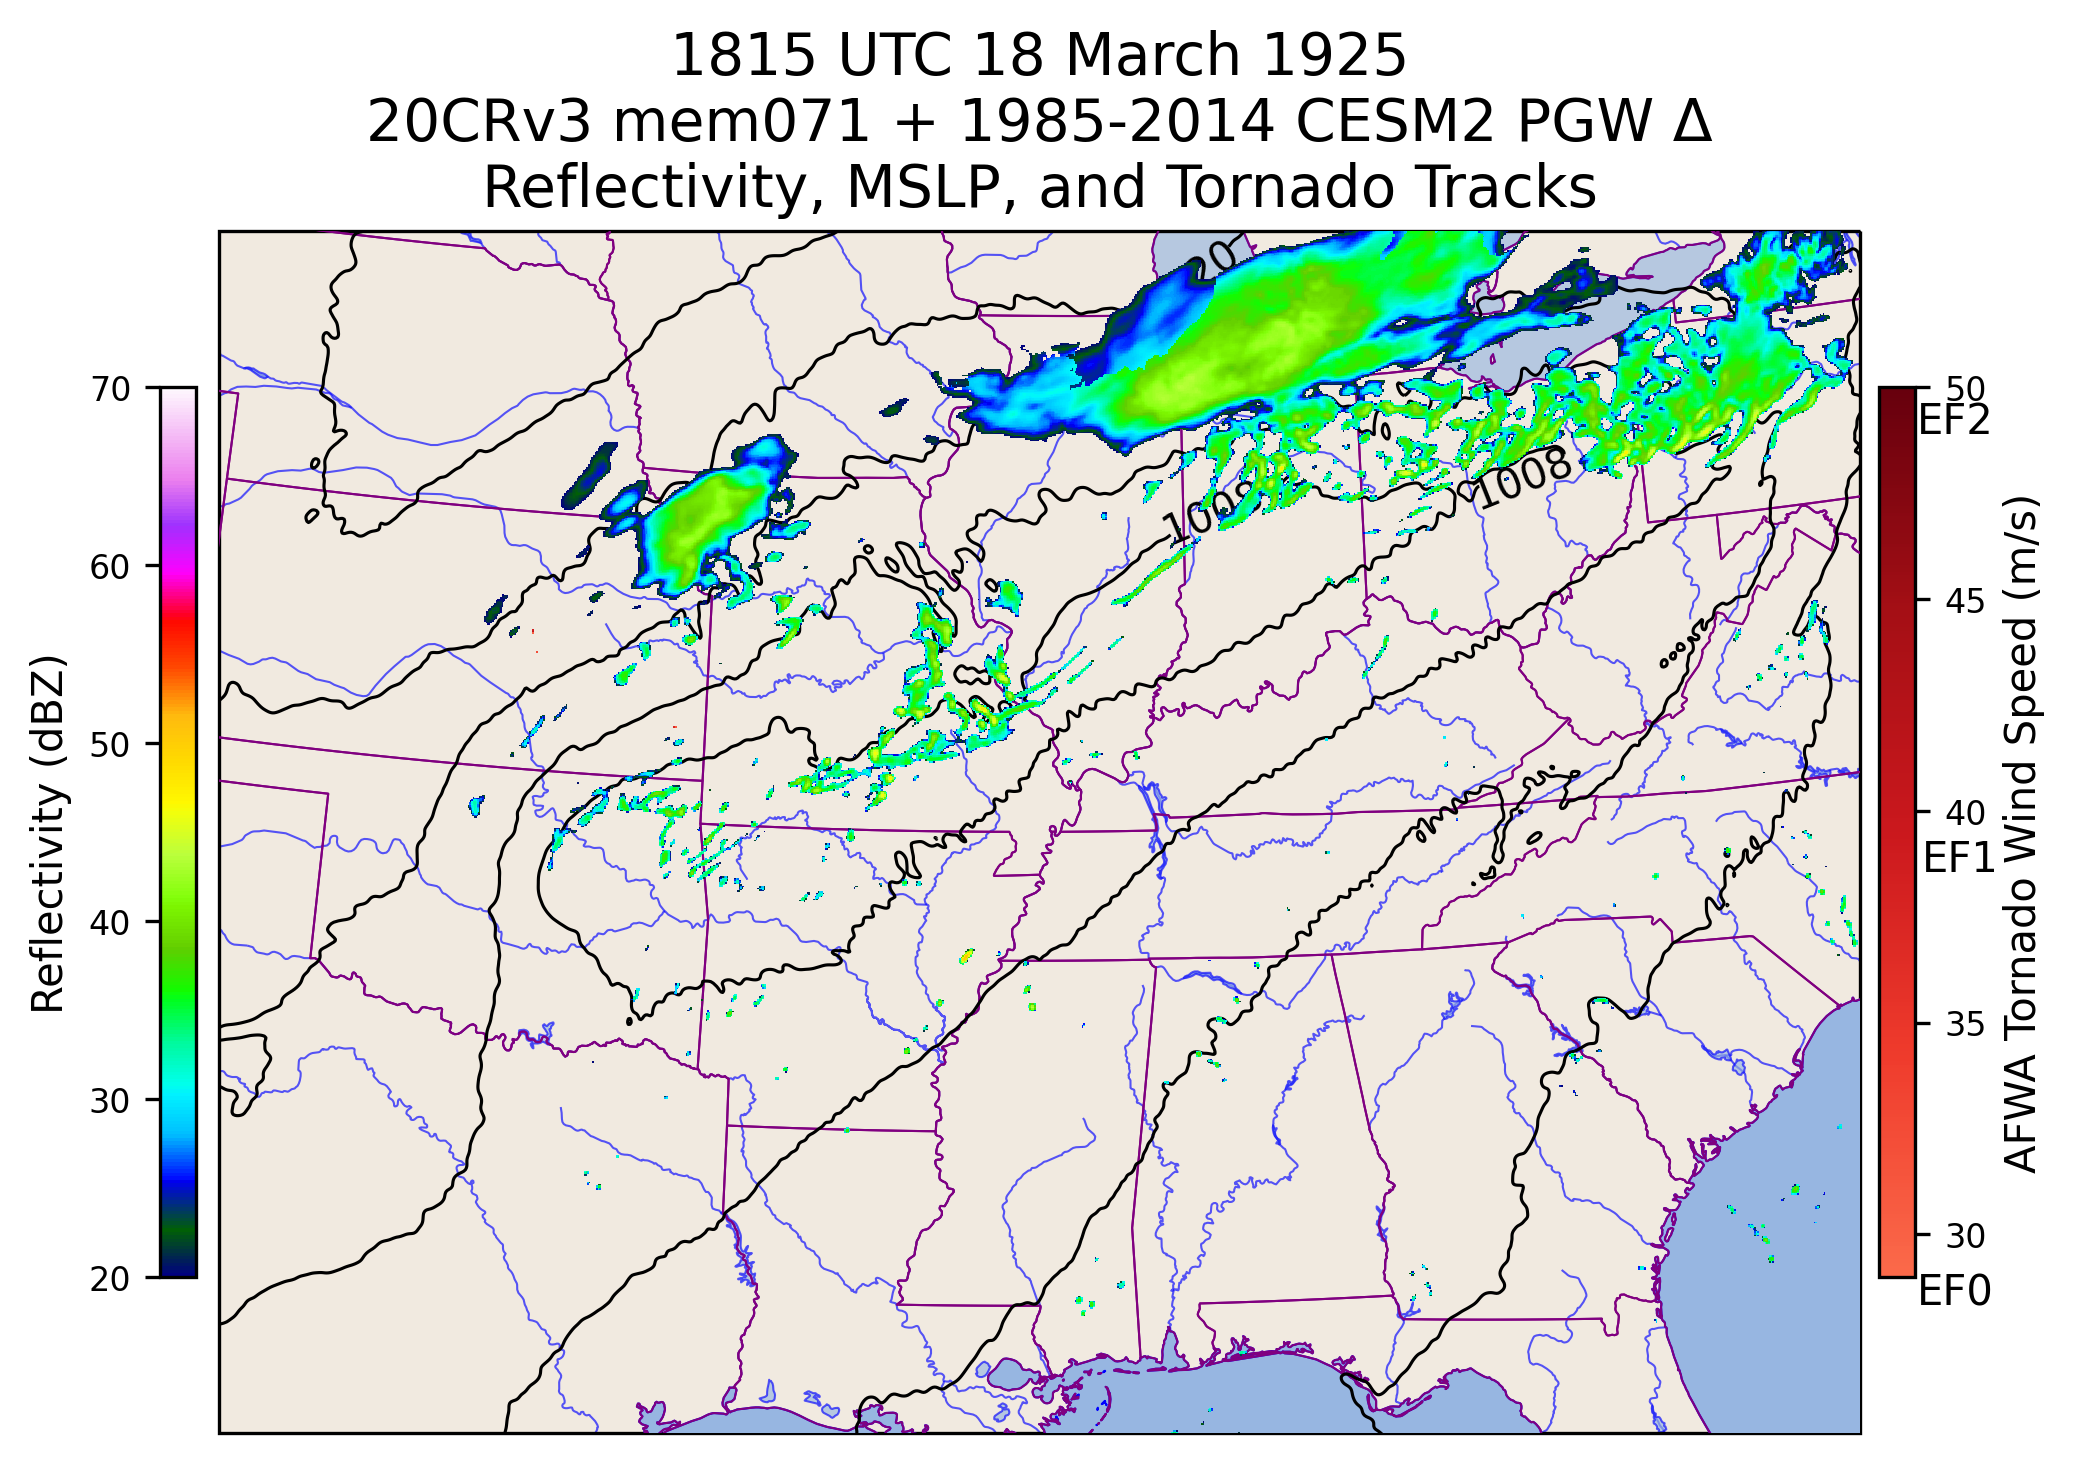 1815 UTC 18 March 1925
20CRv3 mem071 + 1985-2014 CESM2 PGW Δ
Reflectivity, MSLP, and Tornado Tracks
20
1008
1008
70
60
50
40
30
20
Reflectivity (dBZ)
50
EF2
45
40
EF1
35
30
EF0
AFWA Tornado Wind Speed (m/s)